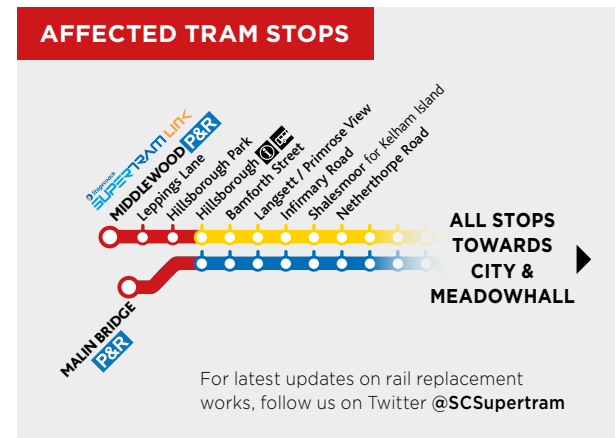 AFFECTED TRAM STOPS
Stagecoach
SUPERTRAM LINK
MIDDLEWOOD P&R
Leppings Lane
Hillsborough Park
Hillsborough
Bamforth Street
Langsett / Primrose View
Infirmary Road
Shalesmoor for Kelham Island
Netherthorpe Road
ALL STOPS
TOWARDS
CITY &
MEADOWHALL
MALIN BRIDGE
P&R
For latest updates on rail replacement
works, follow us on Twitter @SCSupertram